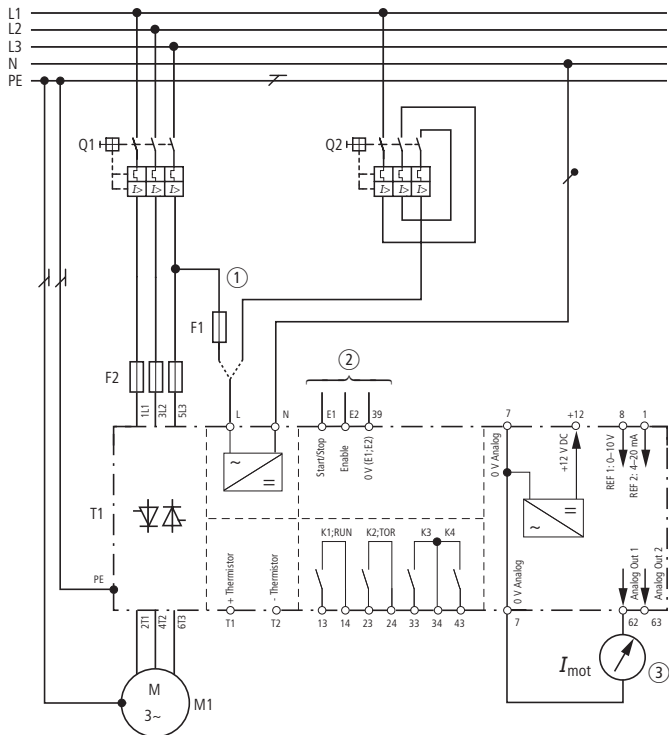 L1
L2
L3
N
PE
Q1
I> I> I>
Q2
I> I> I>
①
F1
②
F2
1L1
3L2
5L3
L
N
E1
E2
39
7
+12
8
1
Start/Stop
Enable
0 V (E1;E2)
0 V Analog
+12 V DC
REF 1: 0–10 V
REF 2: 4–20 mA
~
=
=
~
T1
K1;RUN
K2;TOR
K3
K4
PE
+ Thermistor
- Thermistor
0 V Analog
Analog Out 1
Analog Out 2
T1
T2
13
14
23
24
33
34
43
7
62
63
2T1
4T2
6T3
M
3~
M1
Imot
③